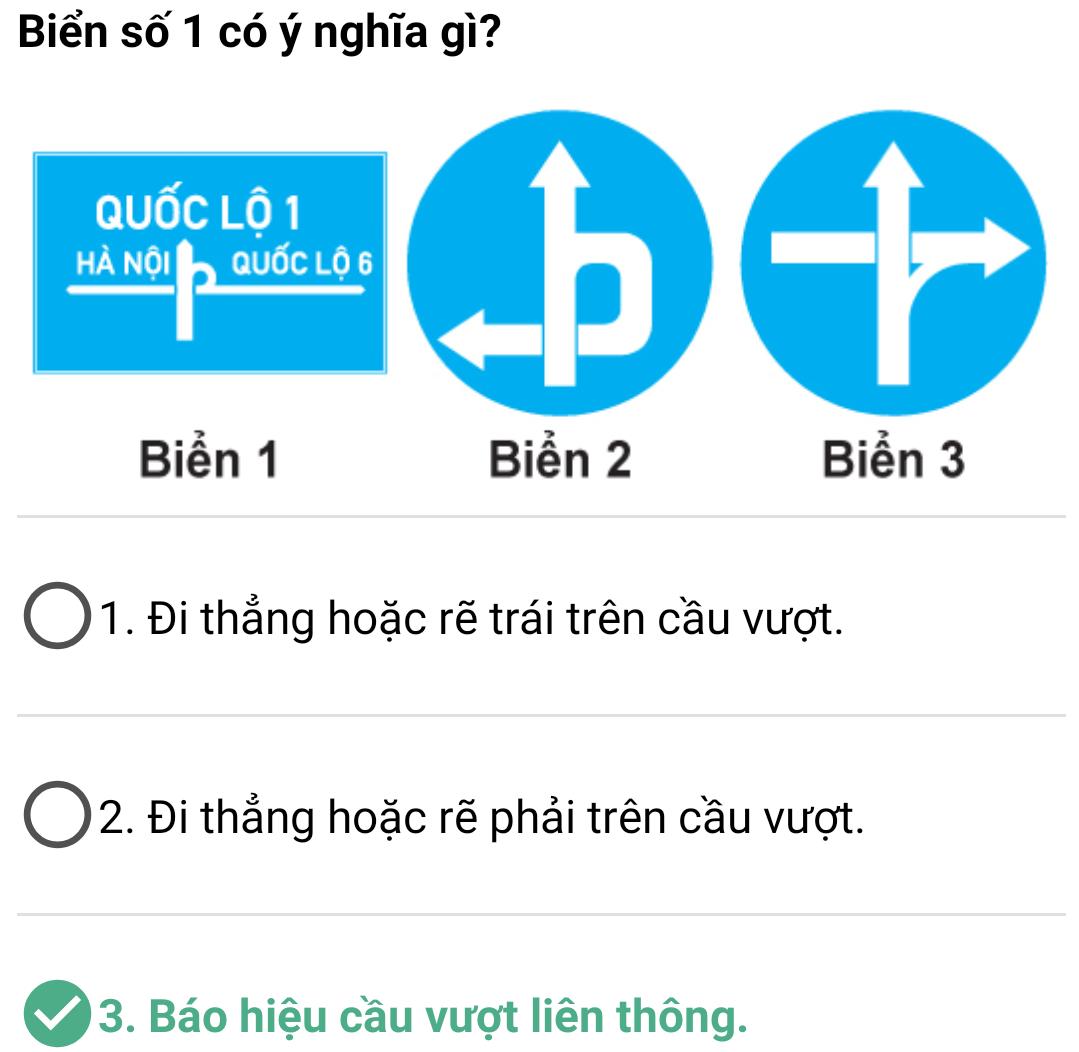 Biển số 1 có ý nghĩa gì?
QUỐC LỘ 1
HÀ NỘI QUỐC LỘ 6
Biển 1 Biển 2 Biển 3
1. Đi thẳng hoặc rẽ trái trên cầu vượt.
2. Đi thẳng hoặc rẽ phải trên cầu vượt.
3. Báo hiệu cầu vượt liên thông.